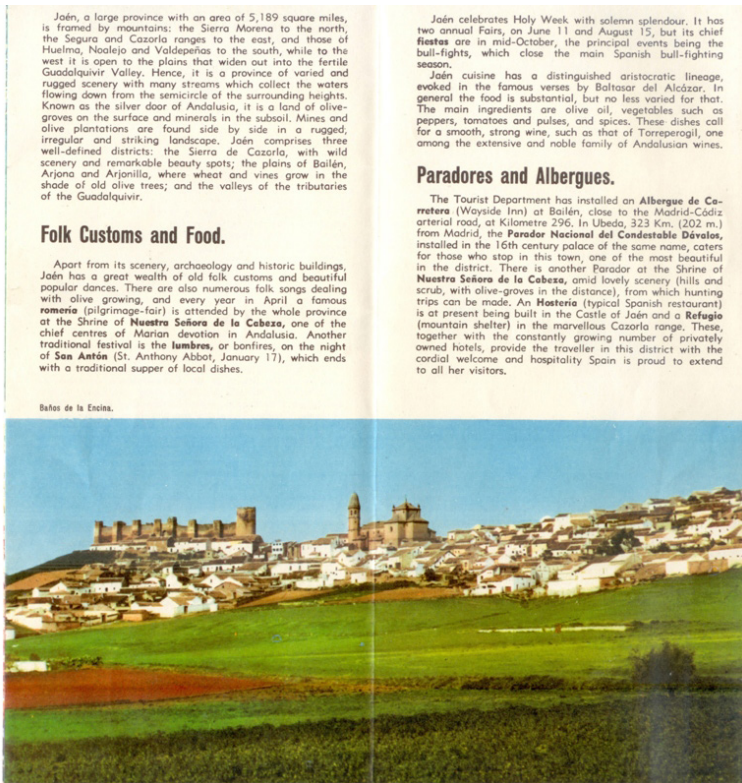 Jaén, a large province with an area of 5,189 square miles,
is framed by mountains: the Sierra Morena to the north,
the Segura and Cazorla ranges to the east, and those of
Huelma, Noalejo and Valdepeñas to the south, while to the
west it is open to the plains that widen out into the fertile
Guadalquivir Valley. Hence, it is a province of varied and
rugged scenery with many streams which collect the waters
flowing down from the semicircle of the surrounding heights.
Known as the silver door of Andalusia, it is a land of olive-
groves on the surface and minerals in the subsoil. Mines and
olive plantations are found side by side in a rugged,
irregular and striking landscape. Jaén comprises three
well-defined districts: the Sierra de Cazorla, with wild
scenery and remarkable beauty spots; the plains of Bailén,
Arjona and Arjonilla, where wheat and vines grow in the
shade of old olive trees; and the valleys of the tributaries
of the Guadalquivir.
Folk Customs and Food.
Apart from its scenery, archaeology and historic buildings,
Jaén has a great wealth of old folk customs and beautiful
popular dances. There are also numerous folk songs dealing
with olive growing, and every year in April a famous
romería (pilgrimage-fair) is attended by the whole province
at the Shrine of Nuestra Señora de la Cabeza, one of the
chief centres of Marian devotion in Andalusia. Another
traditional festival is the lumbres, or bonfires, on the night
of San Antón (St. Anthony Abbot, January 17), which ends
with a traditional supper of local dishes.
Baños de la Encina.
Jaén celebrates Holy Week with solemn splendour. It has
two annual Fairs, on June 11 and August 15, but its chief
fiestas are in mid-October, the principal events being the
bull-fights, which close the main Spanish bull-fighting
season.
Jaén cuisine has a distinguished aristocratic lineage,
evoked in the famous verses by Baltasar del Alcázar. In
general the food is substantial, but no less varied for that.
The main ingredients are olive oil, vegetables such as
peppers, tomatoes and pulses, and spices. These dishes call
for a smooth, strong wine, such as that of Torreperogil, one
among the extensive and noble family of Andalusian wines.
Paradores and Albergues.
The Tourist Department has installed an Albergue de Ca-
rretera (Wayside Inn) at Bailén, close to the Madrid-Cádiz
arterial road, at Kilometre 296. In Ubeda, 323 Km. (202 m.)
from Madrid, the Parador Nacional del Condestable Dávalos,
installed in the 16th century palace of the same name, caters
for those who stop in this town, one of the most beautiful
in the district. There is another Parador at the Shrine of
Nuestra Señora de la Cabeza, amid lovely scenery (hills and
scrub, with olive-groves in the distance), from which hunting
trips can be made. An Hostería (typical Spanish restaurant)
is at present being built in the Castle of Jaén and a Refugio
(mountain shelter) in the marvellous Cazorla range. These,
together with the constantly growing number of privately
owned hotels, provide the traveller in this district with the
cordial welcome and hospitality Spain is proud to extend
to all her visitors.